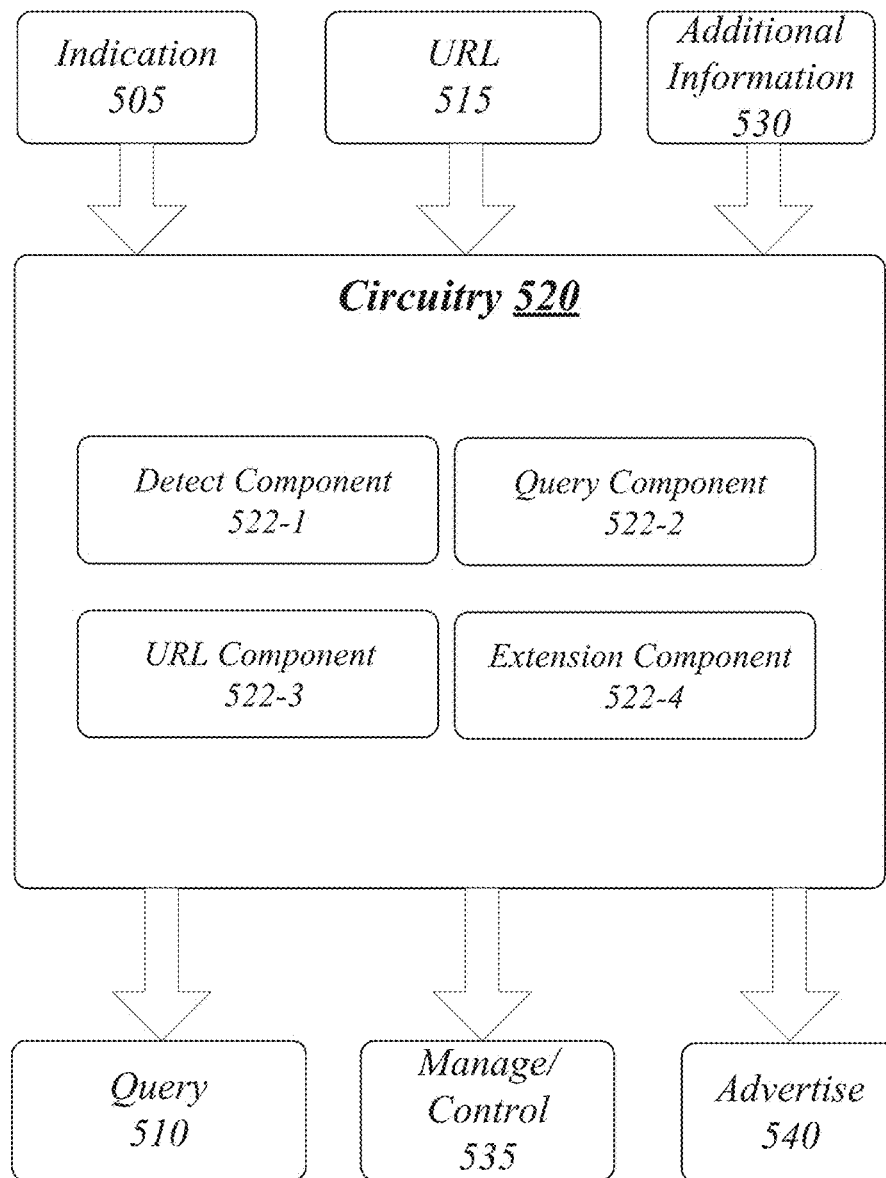 Indication
505
URL
515
Additional
Information
530
Circuitry 520
Detect Component
522-1
Query Component
522-2
URL Component
522-3
Extension Component
522-4
Query
510
Manage/
Control
535
Advertise
540